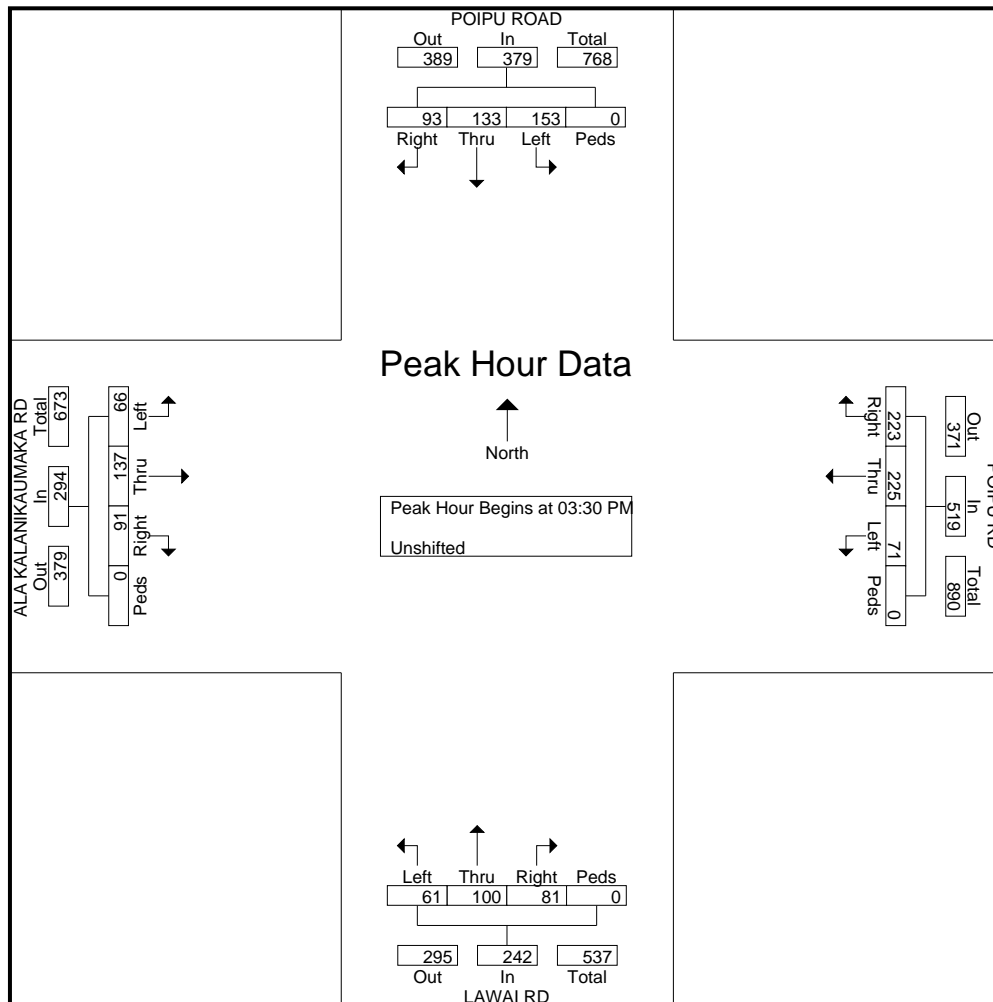 POIPU ROAD
Out In Total
389 379 768
93 133 153 0
Right Thru Left Peds
Peak Hour Data
North
Peak Hour Begins at 03:30 PM
Unshifted
ALA KALANIKAUMAKA RD
Total In Out
673 294 379
66 137 91 0
Left Thru Right Peds
POIPU RD
Out In Total
371 519 890
223 225 71 0
Right Thru Left Peds
Left Thru Right Peds
61 100 81 0
295 242 537
Out In Total
LAWAI RD